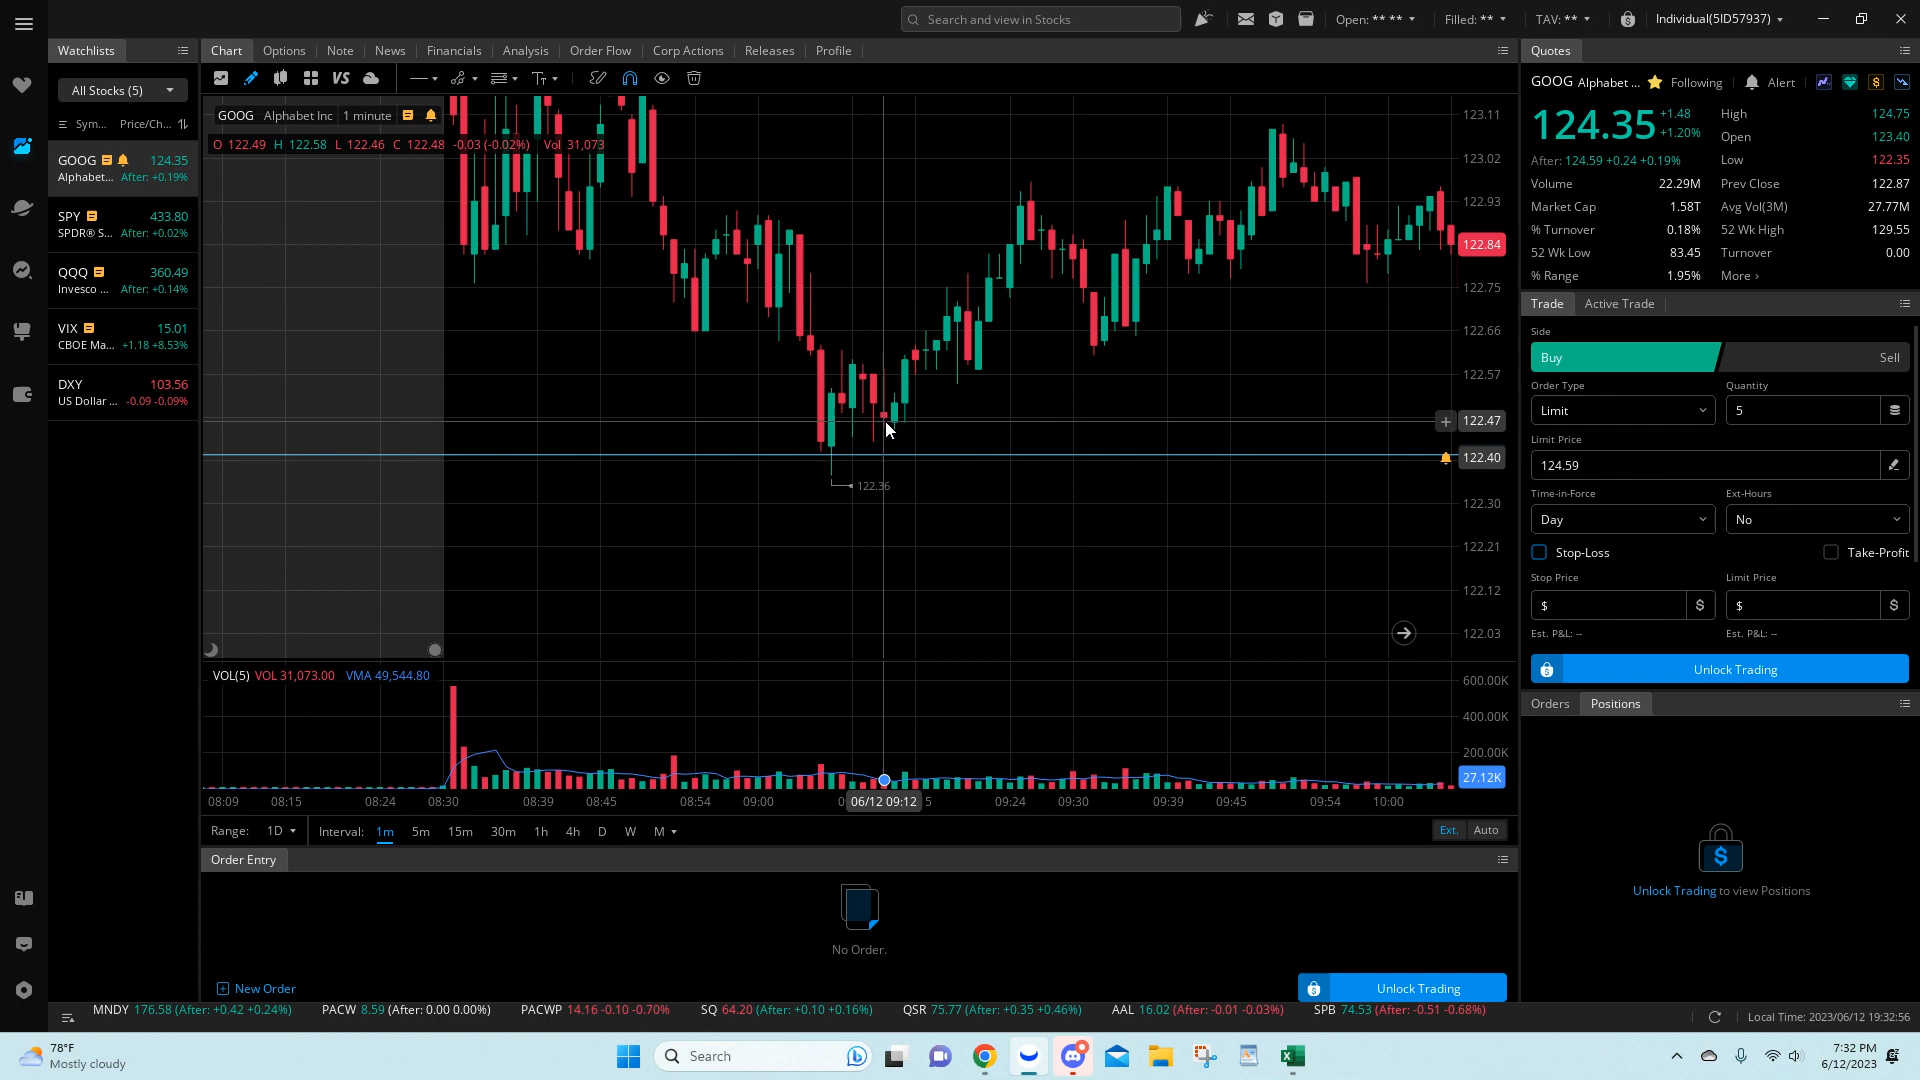 Search and view in Stocks
Open: ** **
Filled: ** **
TAV: **
Individual(5ID57937)
Watchlists
All Stocks (5)
Sym... Price/Ch...
GOOG 124.35
Alphabet... After: +0.19%
SPY 433.80
SPDR® S... After: +0.02%
QQQ 360.49
Invesco ... After: +0.14%
VIX 15.01
CBOE Ma... +1.18 +8.53%
DXY 103.56
US Dollar ... -0.09 -0.09%
Chart Options Note News Financials Analysis Order Flow Corp Actions Releases Profile
VS
GOOG Alphabet Inc 1 minute
O 122.49 H 122.58 L 122.46 C 122.48 -0.03 (-0.02%) Vol 31,073
123.11
123.02
122.93
122.84
122.75
122.66
122.57
122.47
122.40
122.36
122.30
122.21
122.12
122.03
VOL(5) VOL 31,073.00 VMA 49,544.80
600.00K
400.00K
200.00K
27.12K
08:09 08:15 08:24 08:30 08:39 08:45 08:54 09:00 0 06/12 09:12 5 09:24 09:30 09:39 09:45 09:54 10:00
Range: 1D Interval: 1m 5m 15m 30m 1h 4h D W M Ext. Auto
Order Entry
No Order.
New Order
Unlock Trading
Quotes
GOOG Alphabet ... Following Alert
124.35 +1.48 +1.20%
After: 124.59 +0.24 +0.19%
High 124.75
Open 123.40
Low 122.35
Volume 22.29M Prev Close 122.87
Market Cap 1.58T Avg Vol(3M) 27.77M
% Turnover 0.18% 52 Wk High 129.55
52 Wk Low 83.45 Turnover 0.00
% Range 1.95% More ›
Trade Active Trade
Side
Buy Sell
Order Type Quantity
Limit 5
Limit Price
124.59
Time-in-Force Ext-Hours
Day No
Stop-Loss Take-Profit
Stop Price Limit Price
$ $ $ $
Est. P&L: -- Est. P&L: --
Unlock Trading
Orders Positions
$
Unlock Trading to view Positions
MNDY 176.58 (After: +0.42 +0.24%) PACW 8.59 (After: 0.00 0.00%) PACWP 14.16 -0.10 -0.70% SQ 64.20 (After: +0.10 +0.16%) QSR 75.77 (After: +0.35 +0.46%) AAL 16.02 (After: -0.01 -0.03%) SPB 74.53 (After: -0.51 -0.68%)
Local Time: 2023/06/12 19:32:56
78°F
Mostly cloudy
Search
7:32 PM
6/12/2023